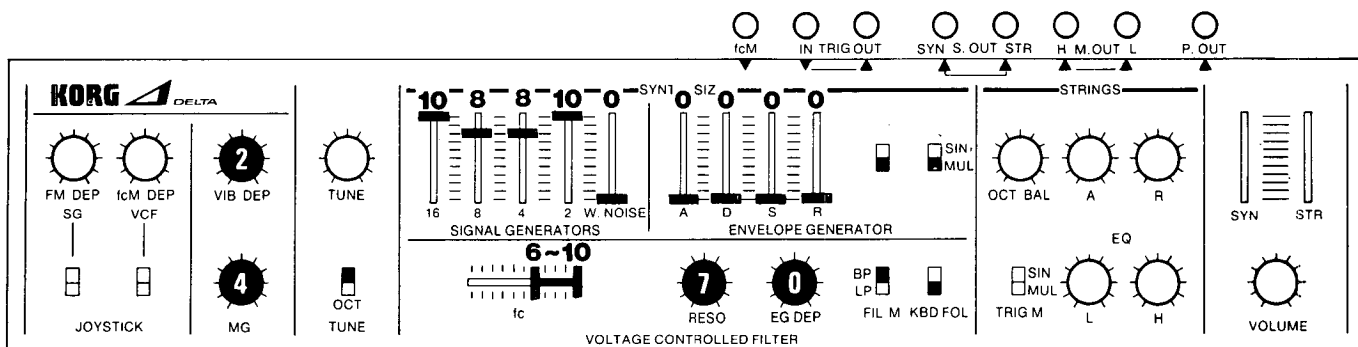 fcM IN TRIG OUT SYN S. OUT STR H M. OUT L P. OUT
KORG DELTA
SYNT SIZ
STRINGS
10 8 8 10 0 0 0 0 0
2
SIN
MUL
FM DEP fcM DEP VIB DEP TUNE
SG VCF
16 8 4 2 W. NOISE A D S R
OCT BAL A R
SYN STR
SIGNAL GENERATORS ENVELOPE GENERATOR
EQ
6~10
4
7 0
BP
LP
SIN
MUL
OCT
fc RESO EG DEP FIL M KBD FOL TRIG M L H
JOYSTICK MG TUNE VOLUME
VOLTAGE CONTROLLED FILTER